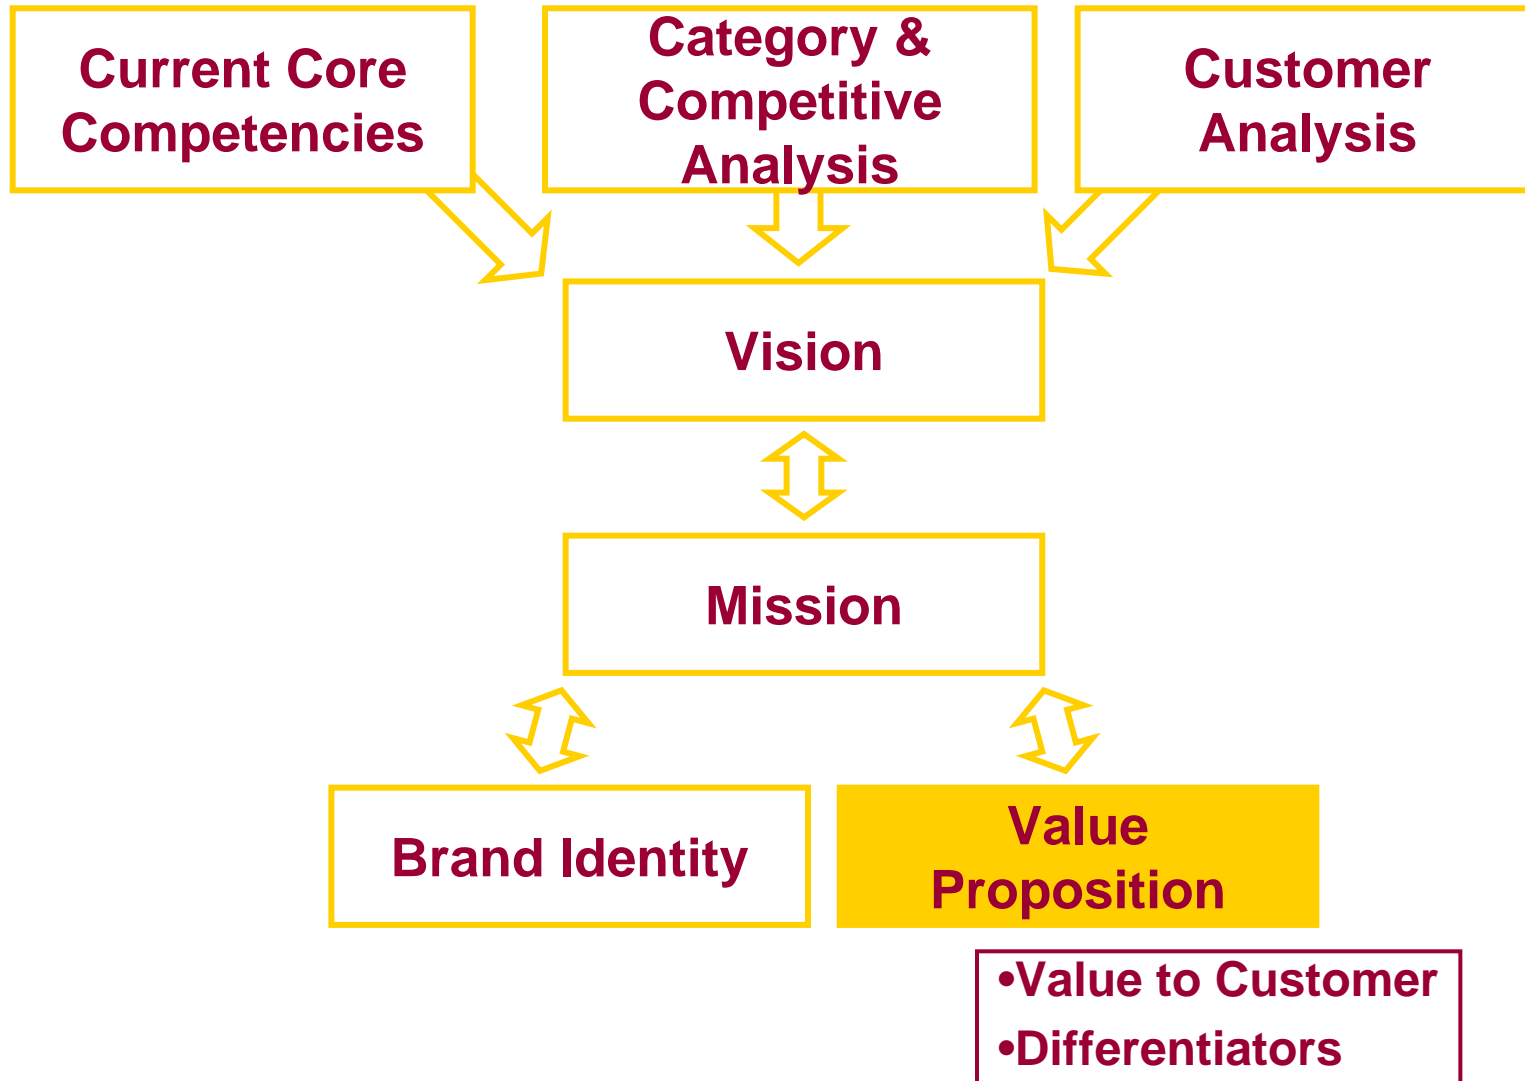 Current Core
Competencies
Category &
Competitive
Analysis
Customer
Analysis
Vision
Mission
Brand Identity
Value
Proposition
•Value to Customer
•Differentiators